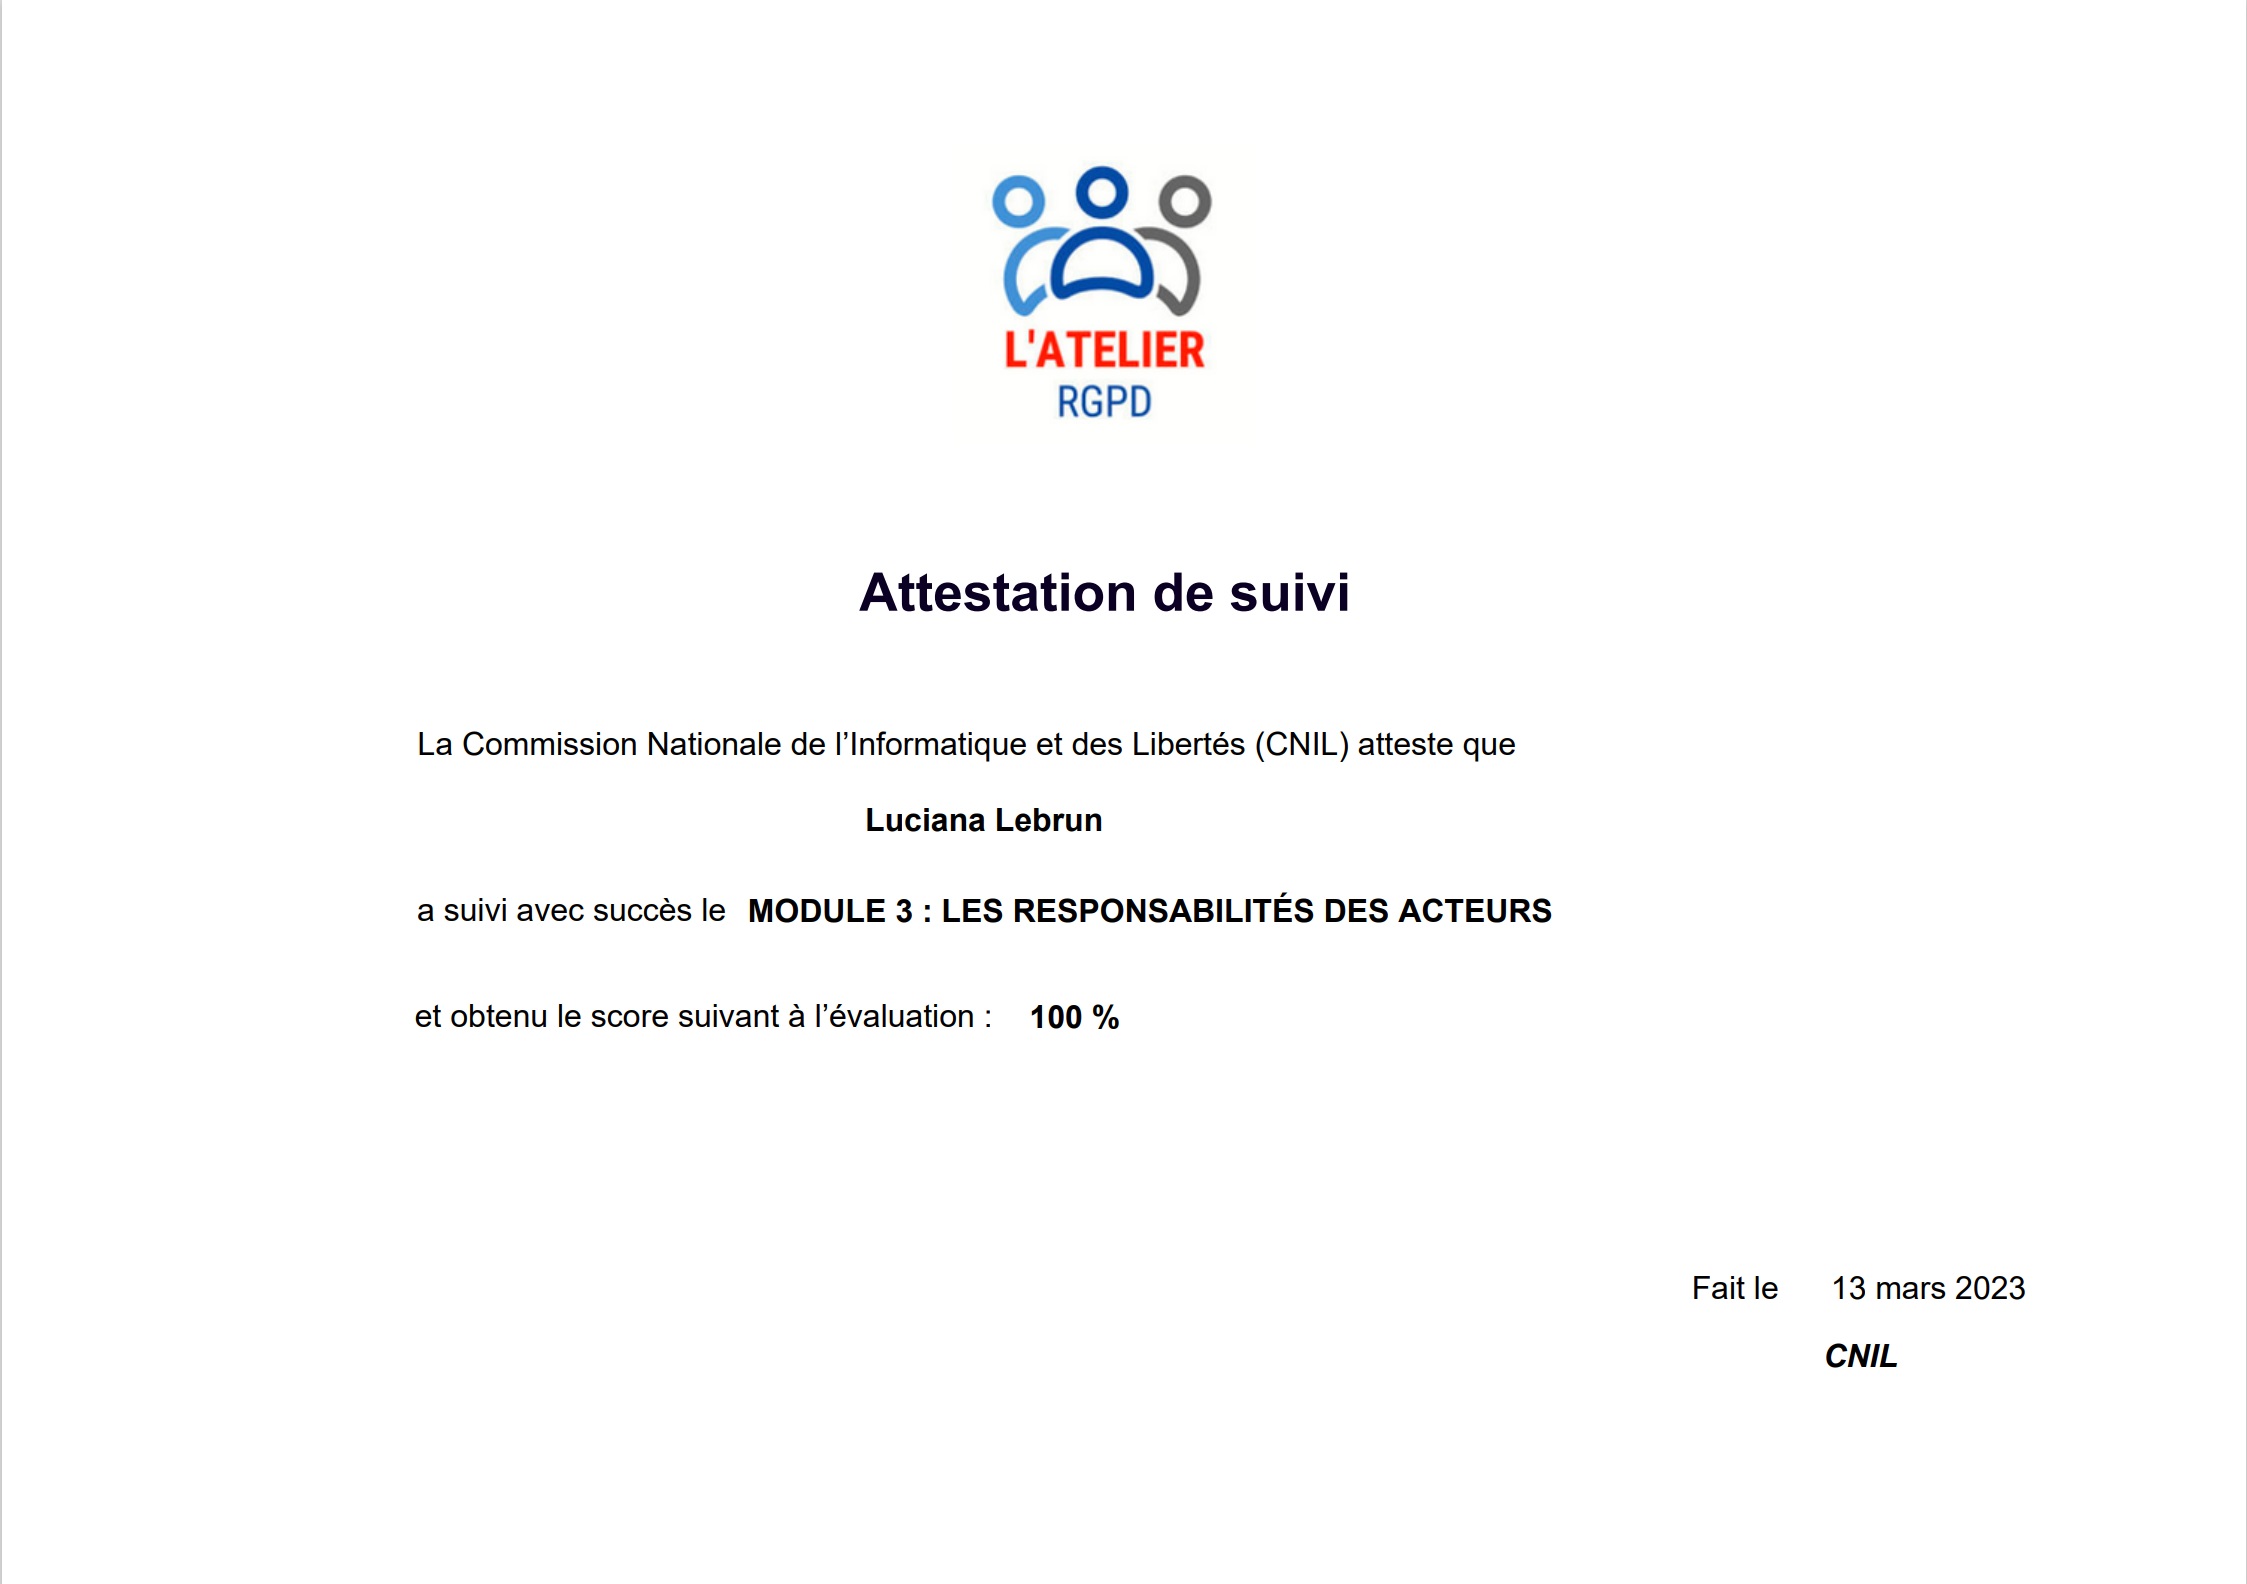 L'ATELIER
RGPD
Attestation de suivi
La Commission Nationale de l’Informatique et des Libertés (CNIL) atteste que
Luciana Lebrun
a suivi avec succès le MODULE 3 : LES RESPONSABILITÉS DES ACTEURS
et obtenu le score suivant à l’évaluation : 100 %
Fait le 13 mars 2023
CNIL